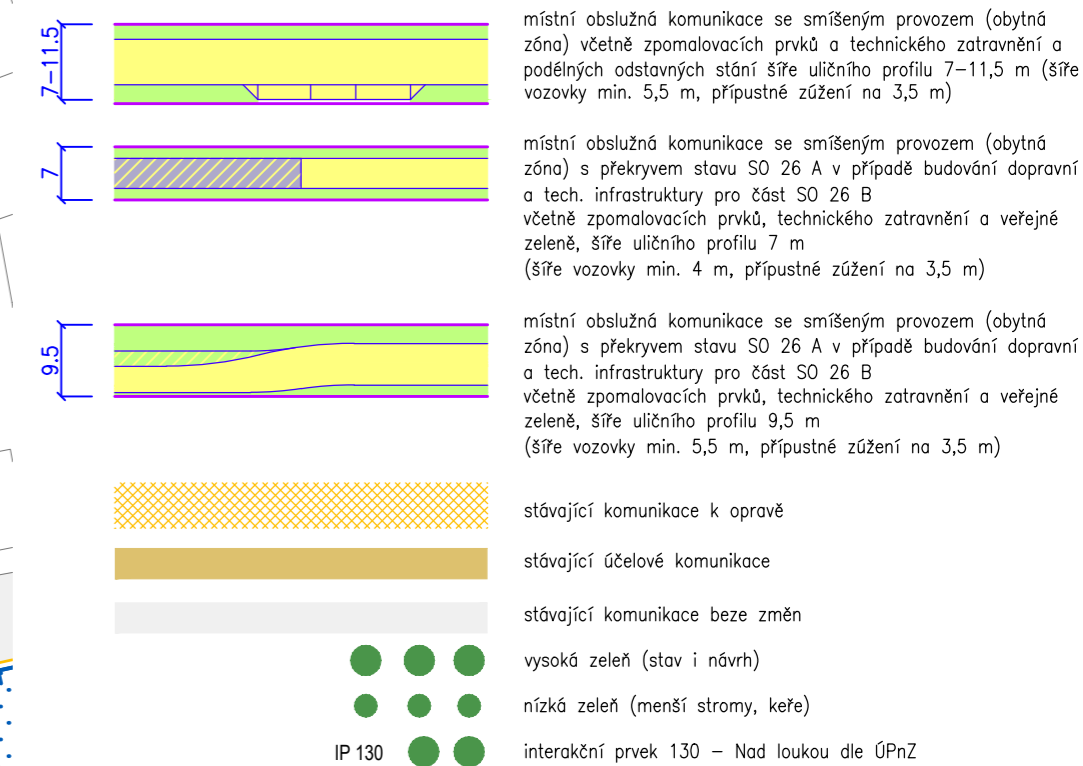 7-11.5
místní obslužná komunikace se smíšeným provozem (obytná
zóna) včetně zpomalovacích prvků a technického zatravnění a
podélných odstavných stání šíře uličního profilu 7-11,5 m (šíře
vozovky min. 5,5 m, přípustné zúžení na 3,5 m)
7
místní obslužná komunikace se smíšeným provozem (obytná
zóna) s překryvem stavu SO 26 A v případě budování dopravní
a tech. infrastruktury pro část SO 26 B
včetně zpomalovacích prvků, technického zatravnění a veřejné
zeleně, šíře uličního profilu 7 m
(šíře vozovky min. 4 m, přípustné zúžení na 3,5 m)
9.5
místní obslužná komunikace se smíšeným provozem (obytná
zóna) s překryvem stavu SO 26 A v případě budování dopravní
a tech. infrastruktury pro část SO 26 B
včetně zpomalovacích prvků, technického zatravnění a veřejné
zeleně, šíře uličního profilu 9,5 m
(šíře vozovky min. 5,5 m, přípustné zúžení na 3,5 m)
stávající komunikace k opravě
stávající účelové komunikace
stávající komunikace beze změn
vysoká zeleň (stav i návrh)
nízká zeleň (menší stromy, keře)
IP 130
interakční prvek 130 – Nad loukou dle ÚPnZ